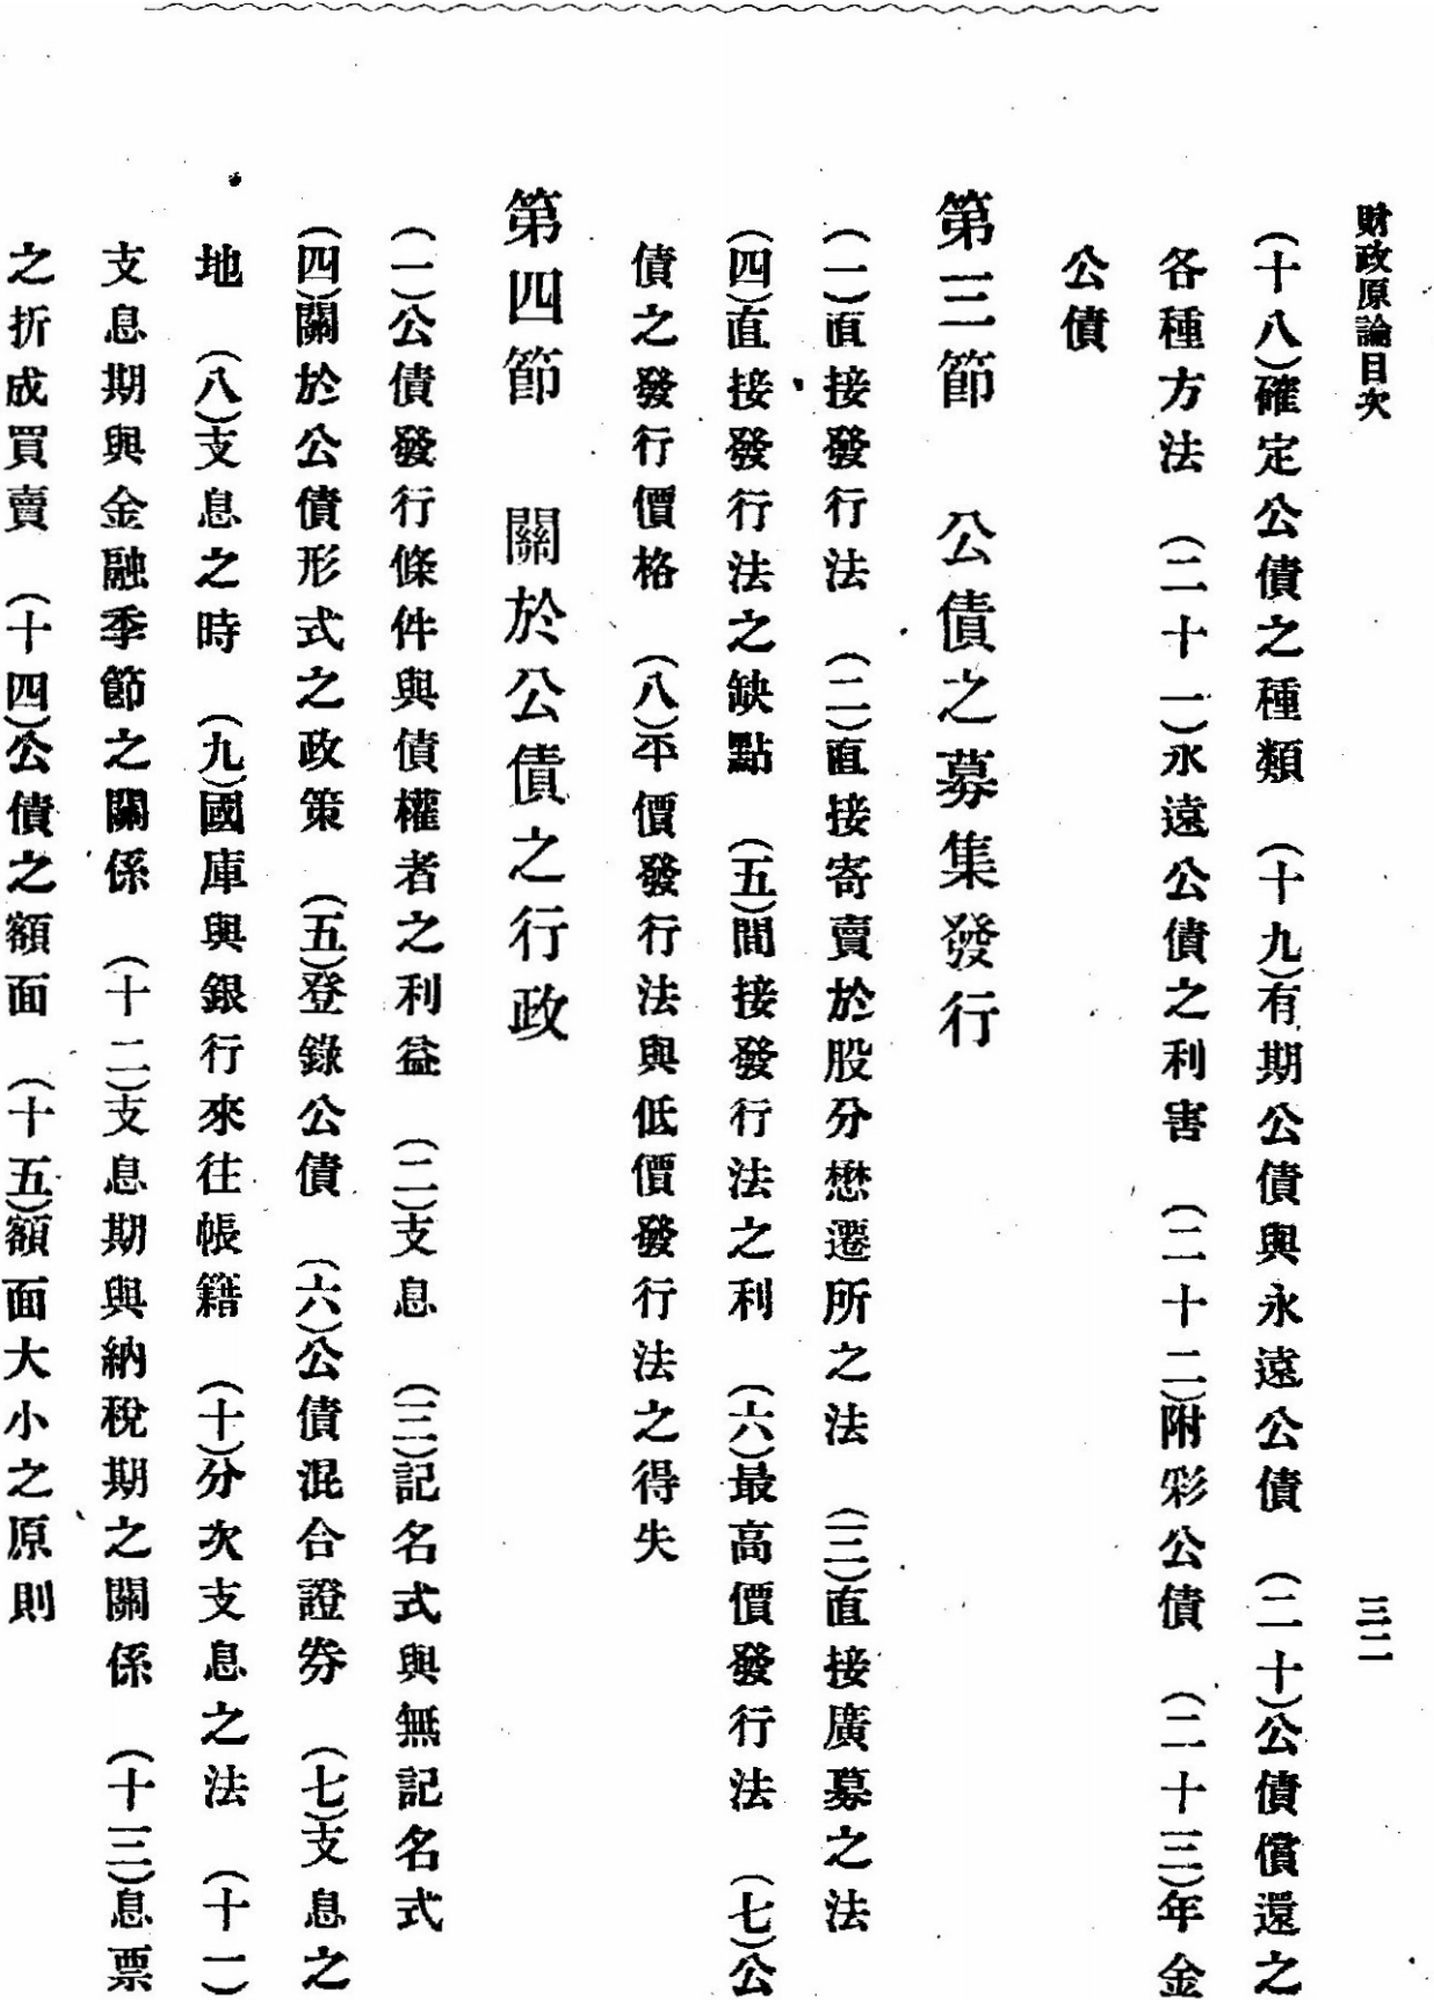 財政原論目次
三二
(十八)確定公債之種類 (十九)有期公債與永遠公債 (二十)公債償還之
各種方法 (二十一)永遠公債之利害 (二十二)附彩公債 (二十三)年金
公債
第三節 公債之募集發行
(一)直接發行法 (二)直接寄賣於股分懋遷所之法 (三)直接廣募之法
(四)直接發行法之缺點 (五)間接發行法之利 (六)最高價發行法 (七)公
債之發行價格 (八)平價發行法與低價發行法之得失
第四節 關於公債之行政
(一)公債發行條件與債權者之利益 (二)支息 (三)記名式與無記名式
(四)關於公債形式之政策 (五)登錄公債 (六)公債混合證券 (七)支息之
地 (八)支息之時 (九)國庫與銀行來往帳籍 (十)分次支息之法 (十一)
支息期與金融季節之關係 (十二)支息期與納稅期之關係 (十三)息票
之折成買賣 (十四)公債之額面 (十五)額面大小之原則